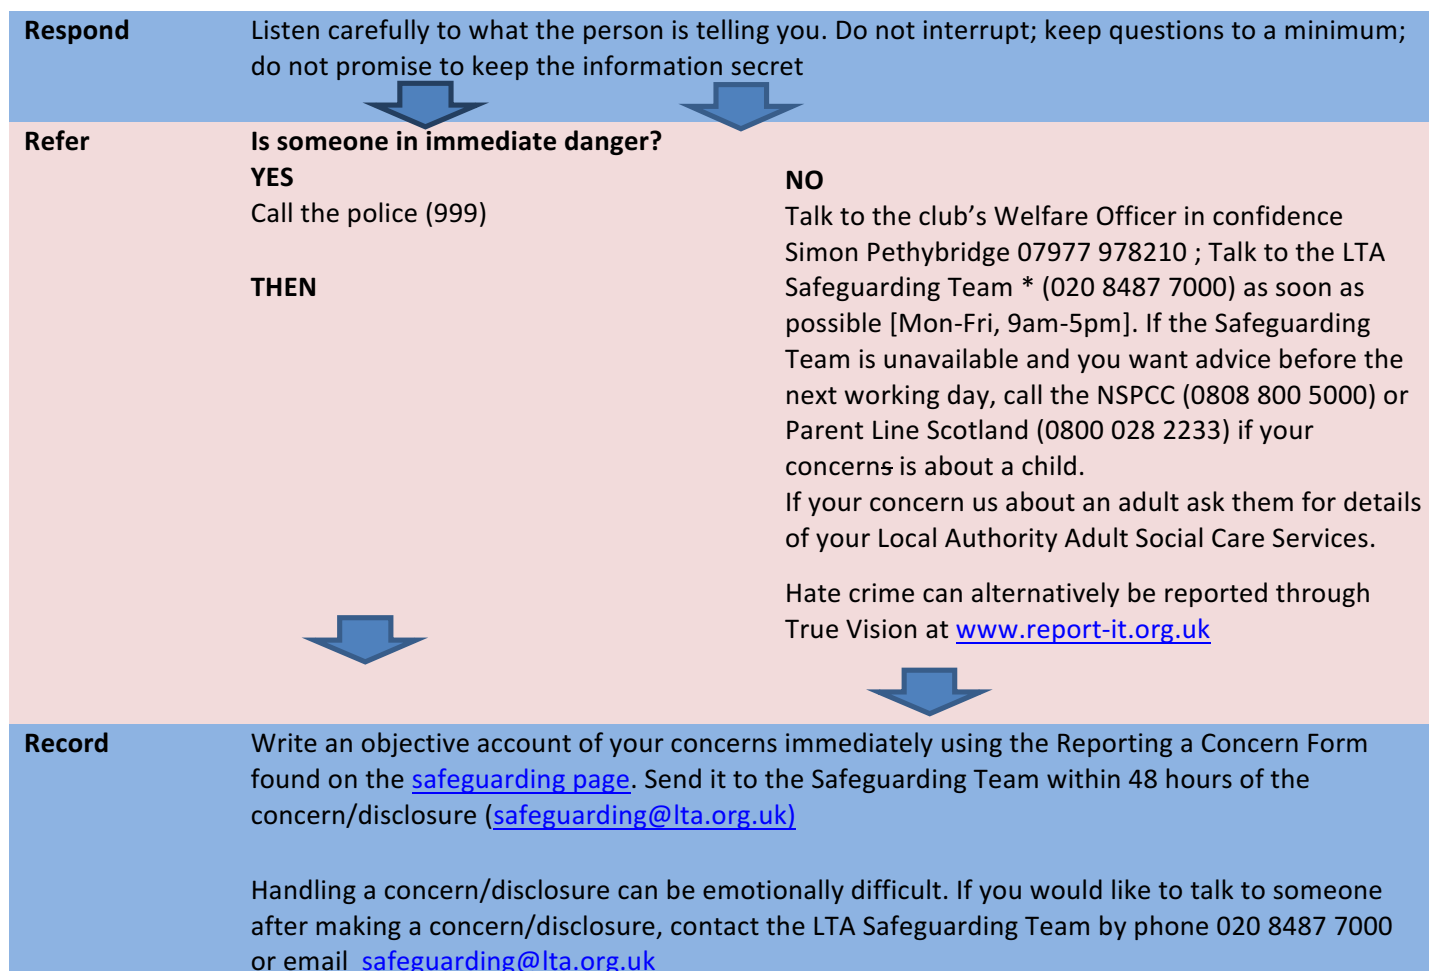 Respond
Listen carefully to what the person is telling you. Do not interrupt; keep questions to a minimum;
do not promise to keep the information secret
Refer
Is someone in immediate danger?
YES
Call the police (999)
THEN
NO
Talk to the club’s Welfare Officer in confidence
Simon Pethybridge 07977 978210 ; Talk to the LTA
Safeguarding Team * (020 8487 7000) as soon as
possible [Mon-Fri, 9am-5pm]. If the Safeguarding
Team is unavailable and you want advice before the
next working day, call the NSPCC (0808 800 5000) or
Parent Line Scotland (0800 028 2233) if your
concerns is about a child.
If your concern us about an adult ask them for details
of your Local Authority Adult Social Care Services.
Hate crime can alternatively be reported through
True Vision at www.report-it.org.uk
Record
Write an objective account of your concerns immediately using the Reporting a Concern Form
found on the safeguarding page. Send it to the Safeguarding Team within 48 hours of the
concern/disclosure (safeguarding@lta.org.uk)
Handling a concern/disclosure can be emotionally difficult. If you would like to talk to someone
after making a concern/disclosure, contact the LTA Safeguarding Team by phone 020 8487 7000
or email safeguarding@lta.org.uk